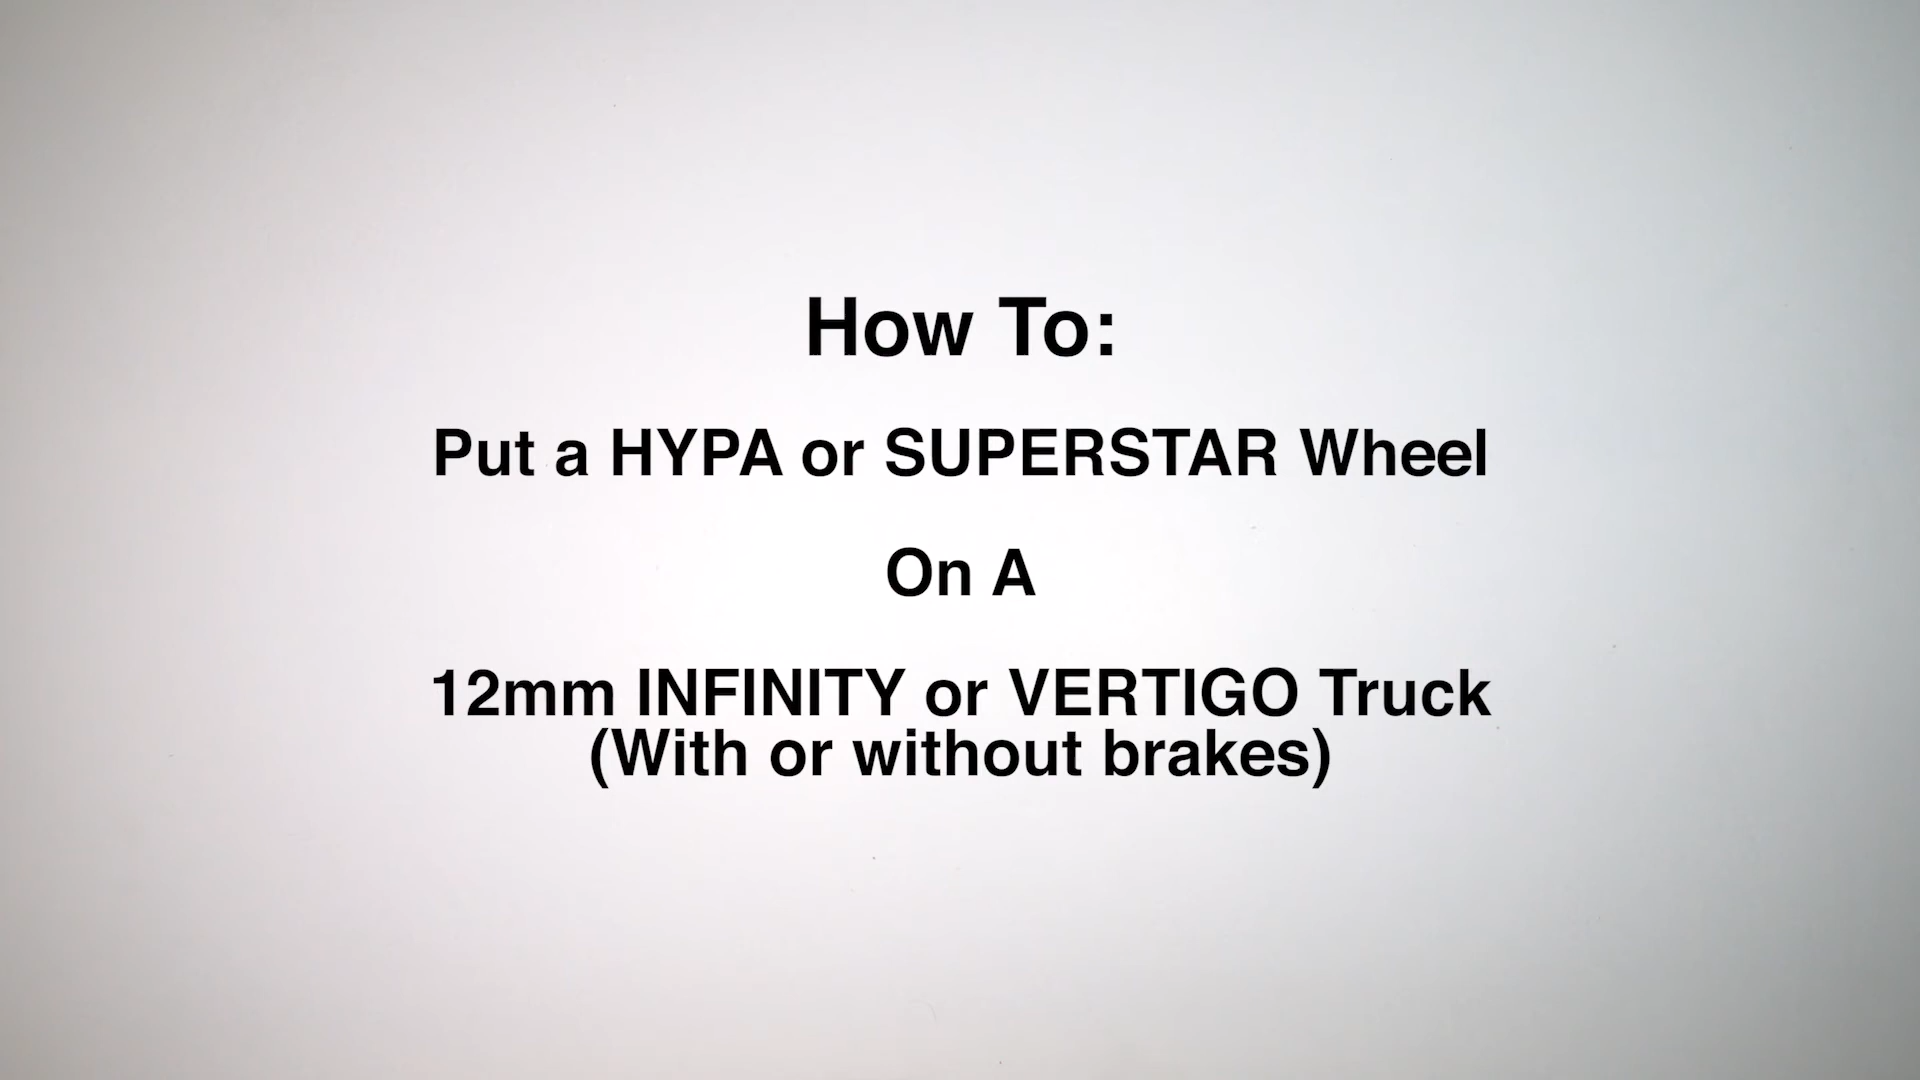 How To:
Put a HYPA or SUPERSTAR Wheel
On A
12mm INFINITY or VERTIGO Truck
(With or without brakes)